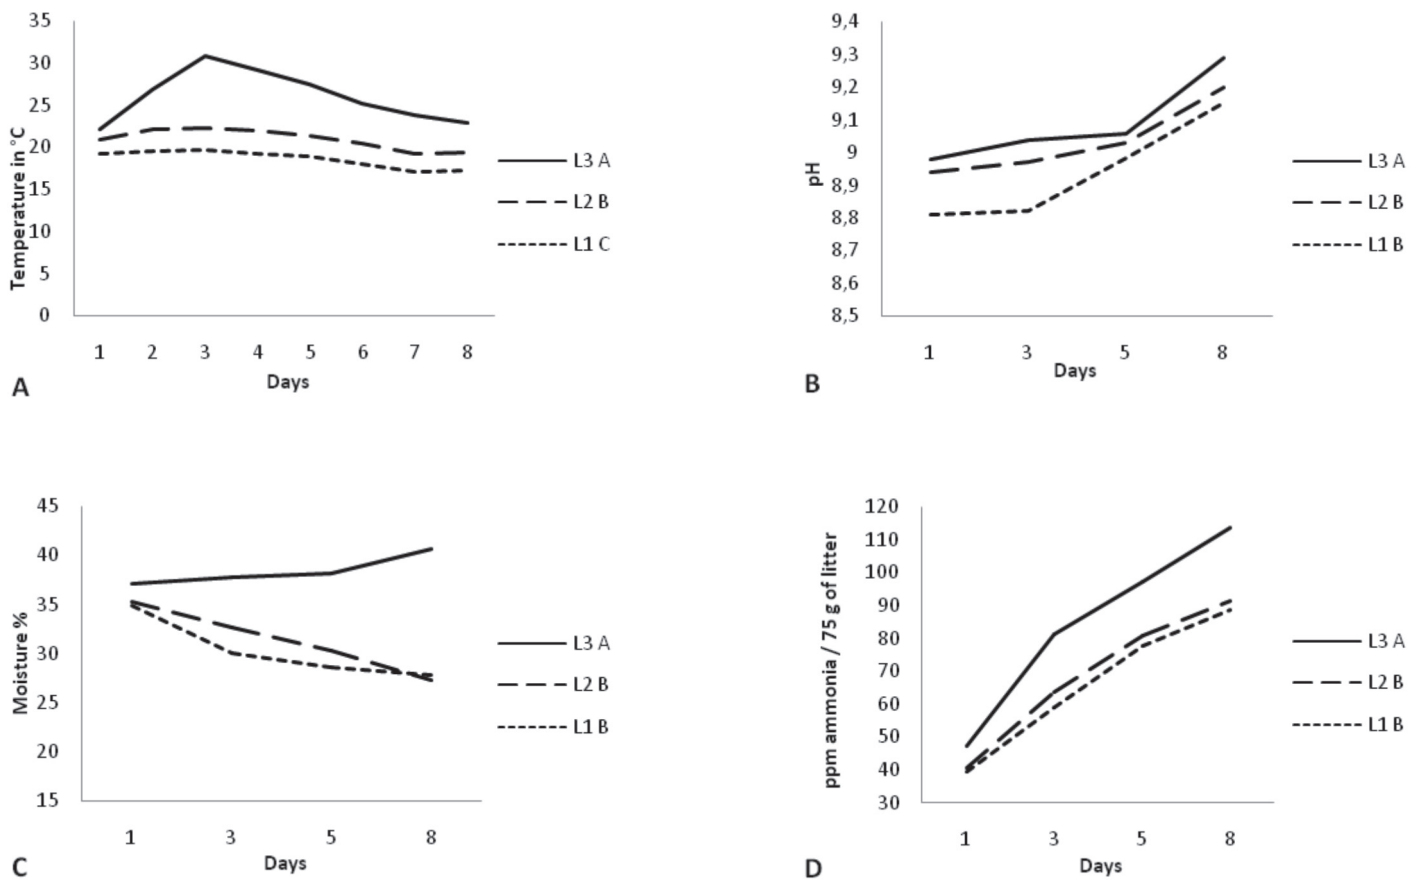 35
30
25
20
15
10
5
0
Temperature in °C
1 2 3 4 5 6 7 8
Days
L3 A
L2 B
L1 C
A
9,4
9,3
9,2
9,1
9
8,9
8,8
8,7
8,6
8,5
pH
1 3 5 8
Days
L3 A
L2 B
L1 B
B
45
40
35
30
25
20
15
Moisture %
1 3 5 8
Days
L3 A
L2 B
L1 B
C
120
110
100
90
80
70
60
50
40
30
ppm ammonia / 75 g of litter
1 3 5 8
Days
L3 A
L2 B
L1 B
D